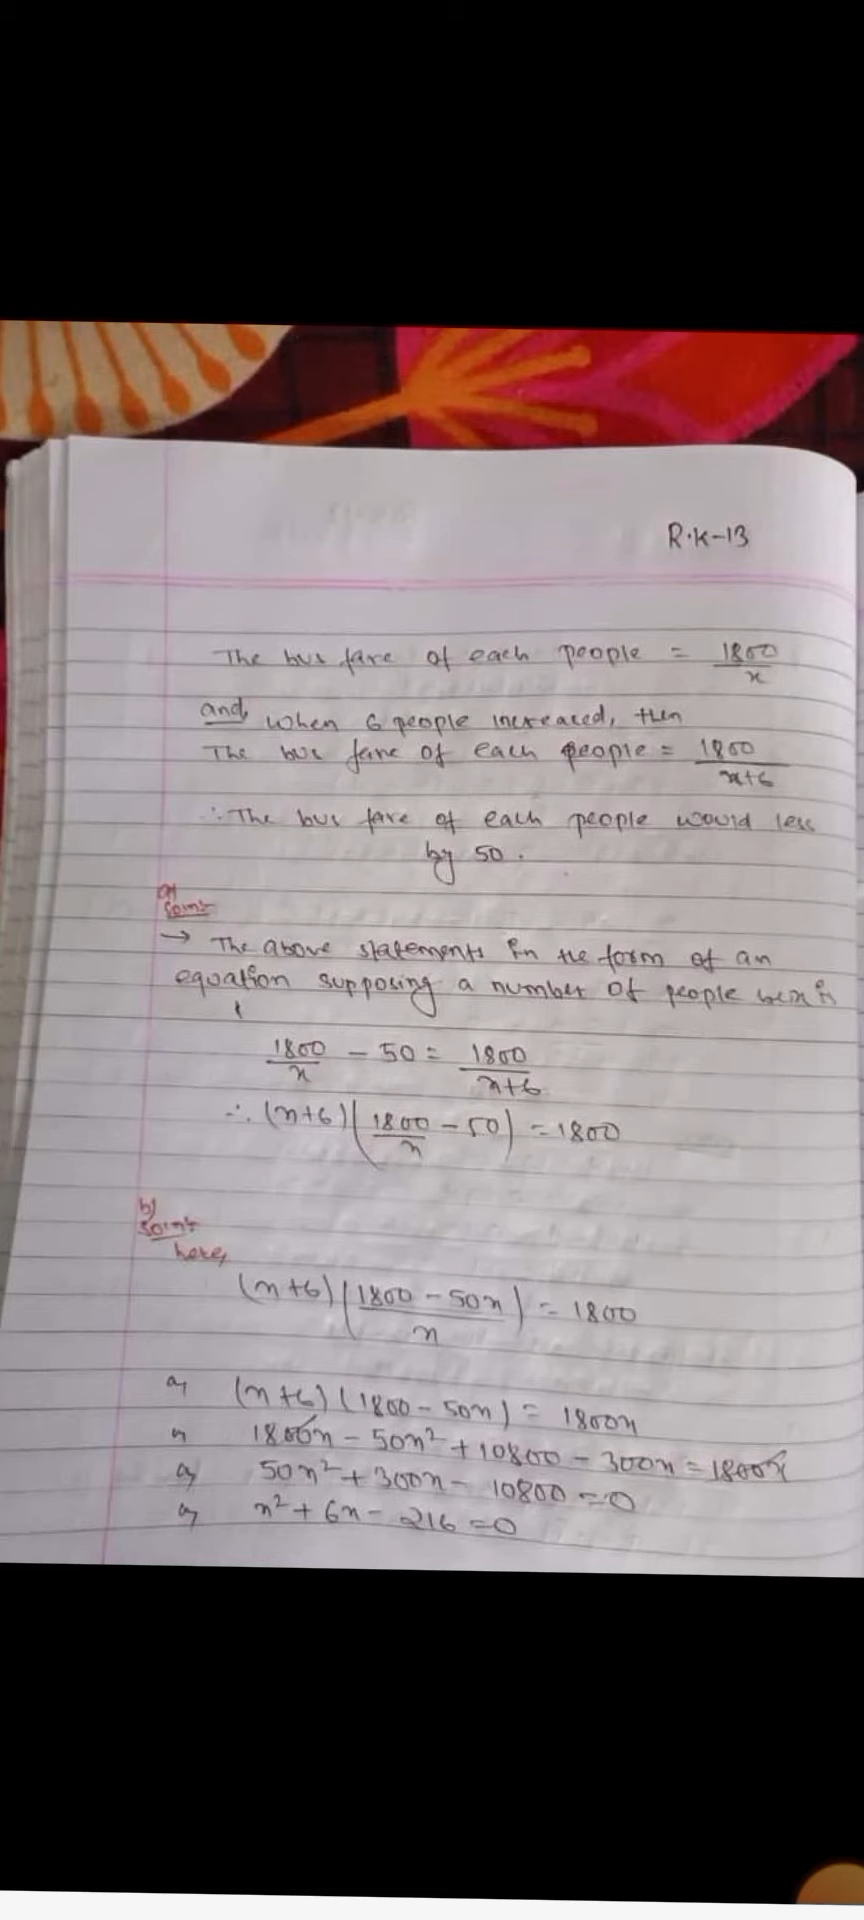 R.K-13
The bus fare of each people = 1800/x
and, when 6 people increaced, then
The bus fare of each people = 1800/x+6
∴ The bus fare of each people would less
by 50.
a)
Soln:-
→ The above statements in the form of an
equation supposing a number of people be x is
1800/x - 50 = 1800/x+6
∴ (x+6)(1800/x - 50) = 1800
b)
Soln:-
here,
(x+6)(1800-50x/x) = 1800
or, (x+6)(1800-50x) = 1800x
or, 1800x - 50x² + 10800 - 300x = 1800x
or, 50x² + 300x - 10800 = 0
or, x² + 6x - 216 = 0